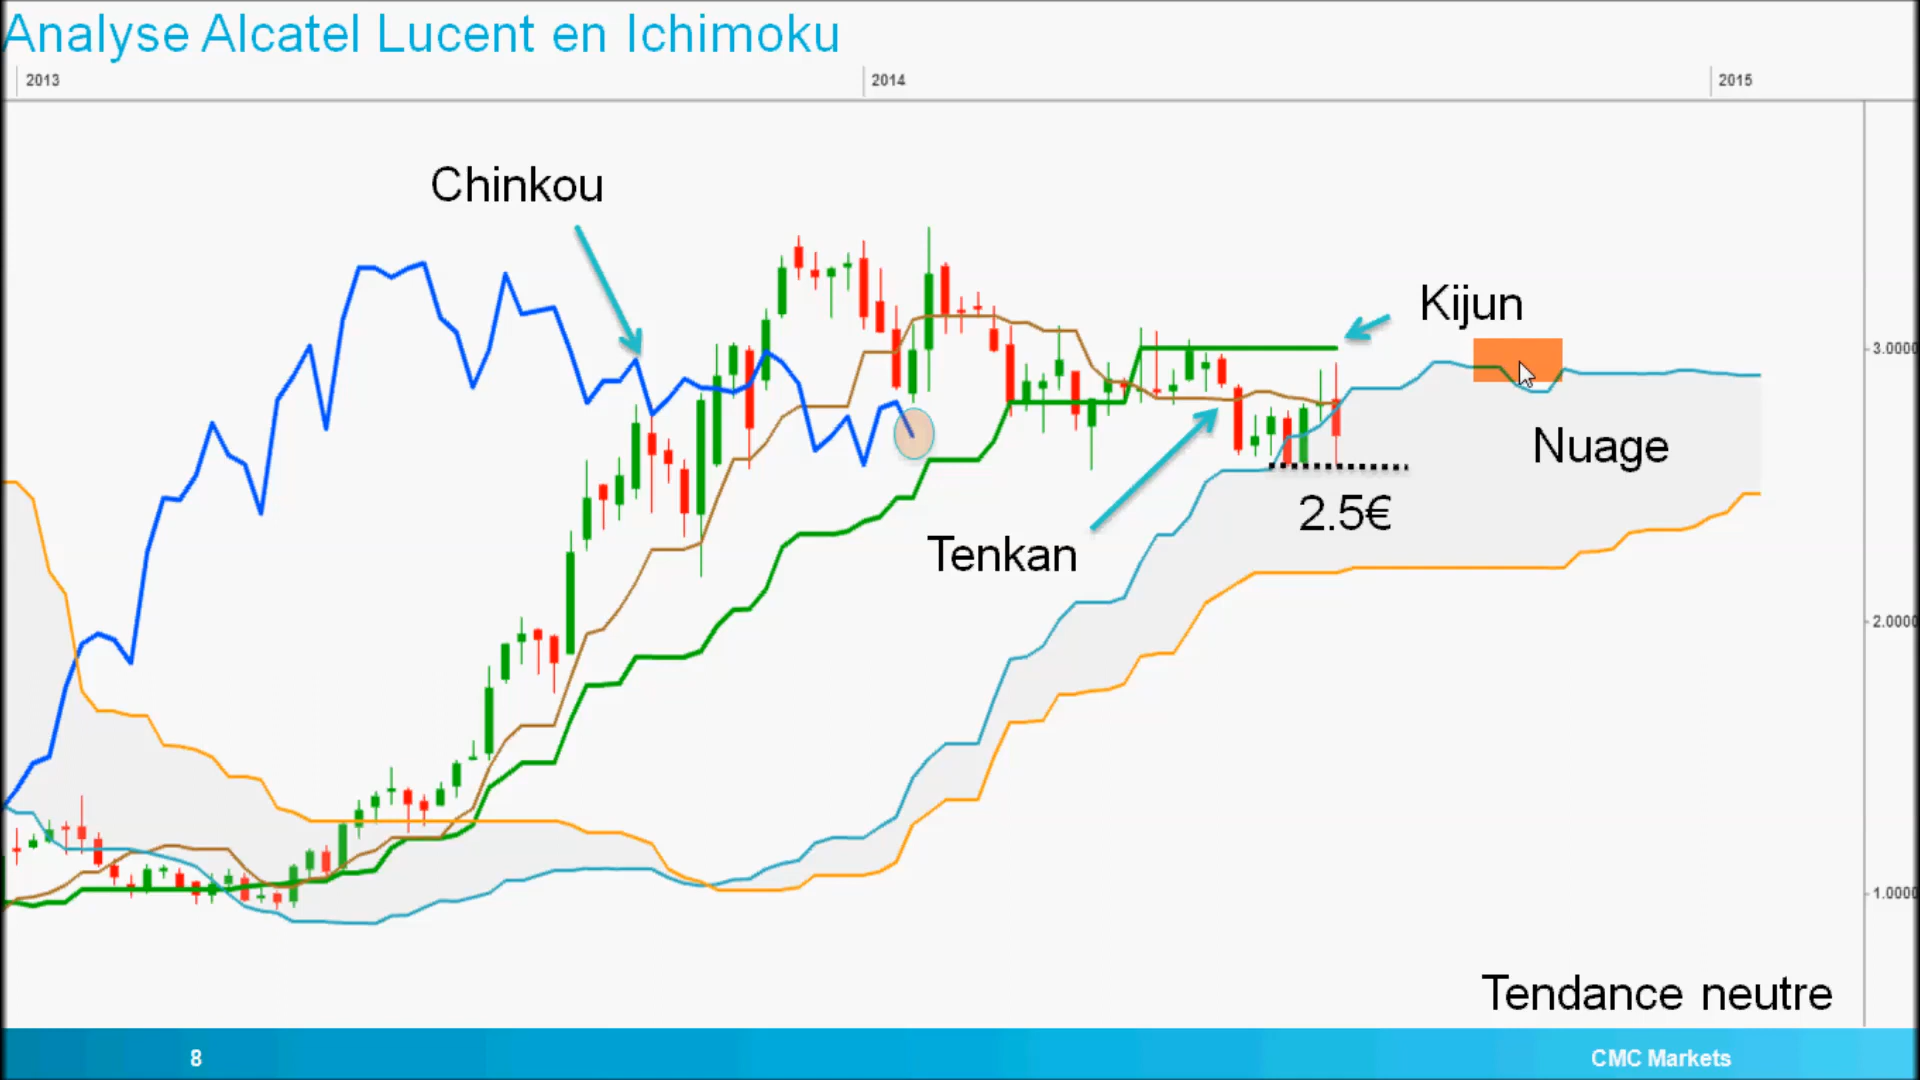 Analyse Alcatel Lucent en Ichimoku
2013
2014
2015
Chinkou
Kijun
3.0000
Nuage
2.5€
Tenkan
2.0000
1.0000
Tendance neutre
8
CMC Markets